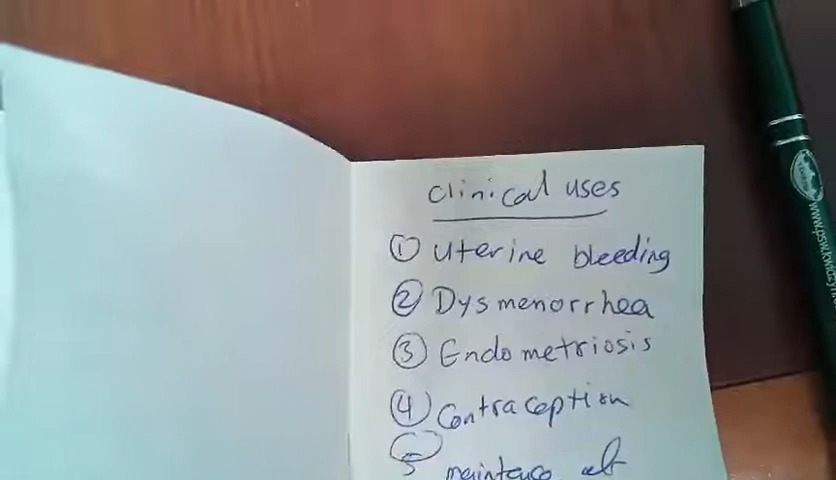 clinical uses
① uterine bleeding
② Dysmenorrhea
③ Endometriosis
④ Contraception
5